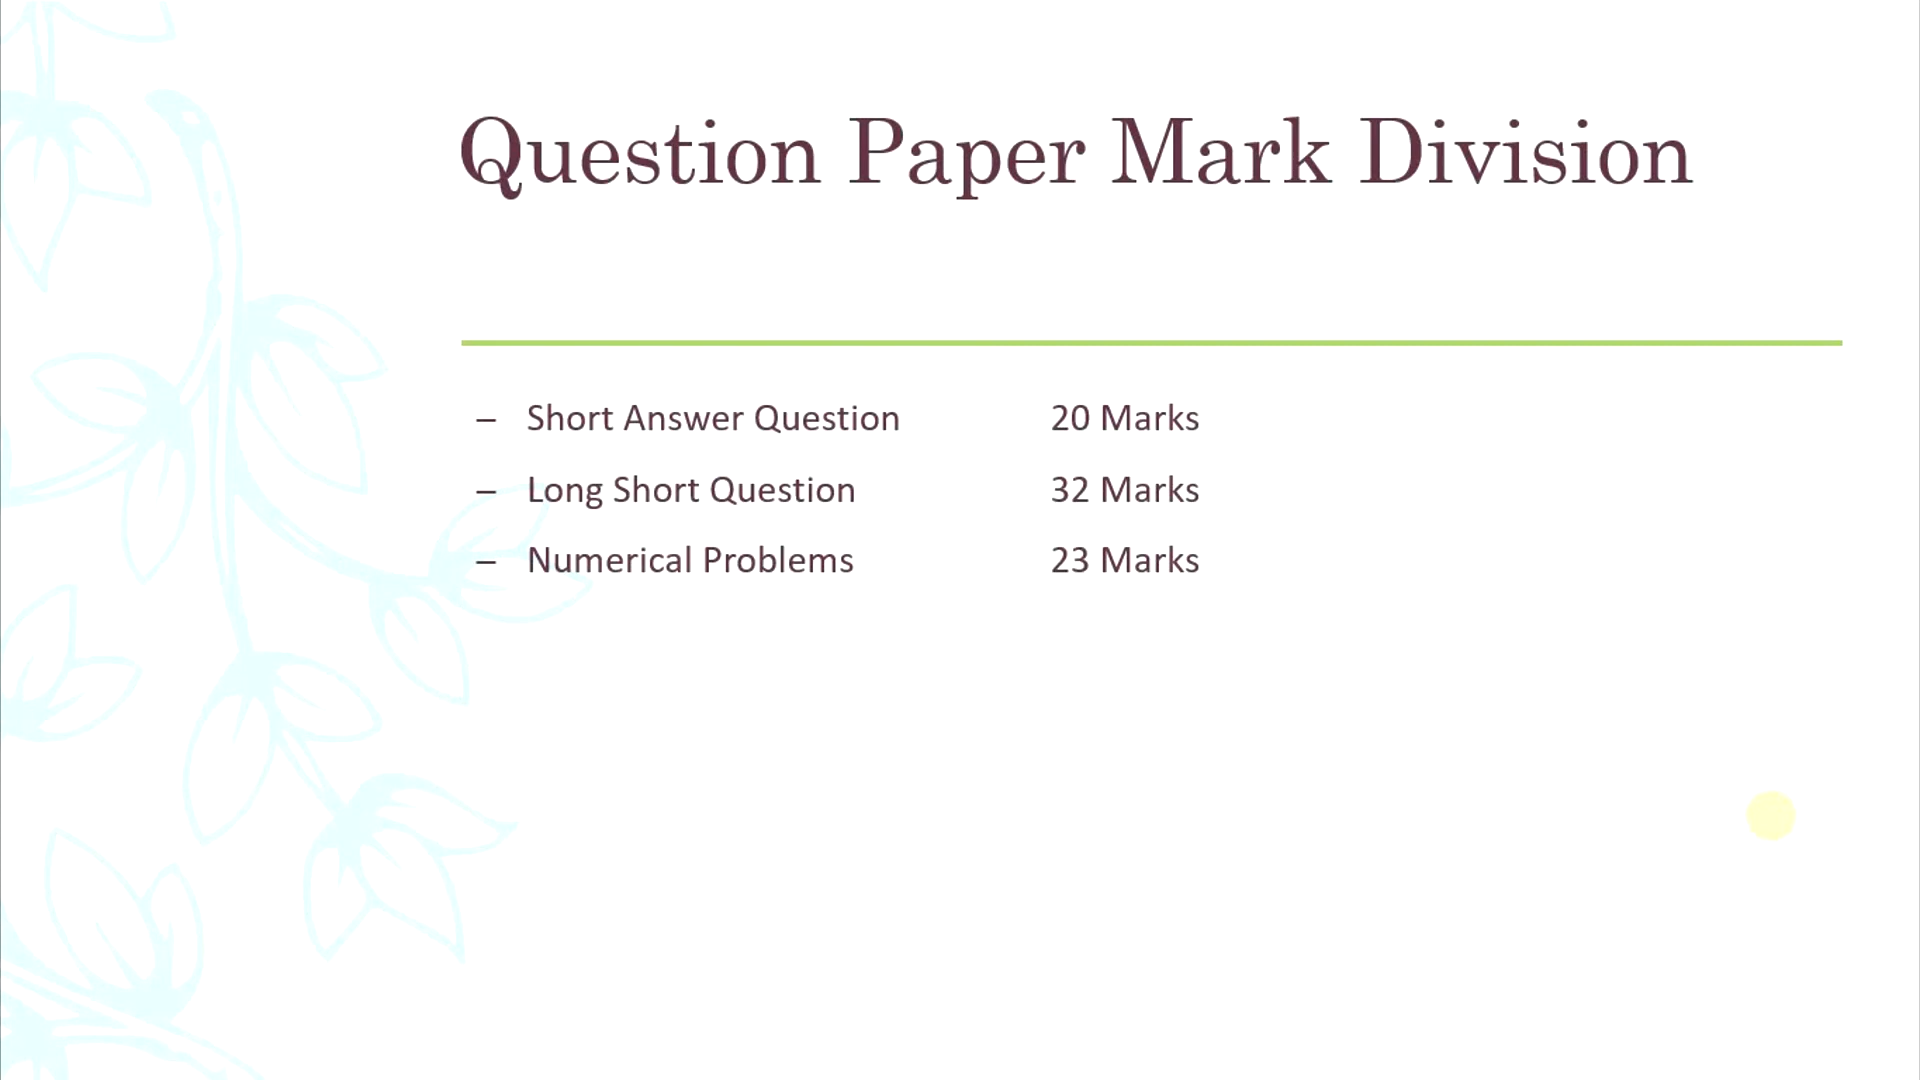 Question Paper Mark Division
– Short Answer Question 20 Marks
– Long Short Question 32 Marks
– Numerical Problems 23 Marks